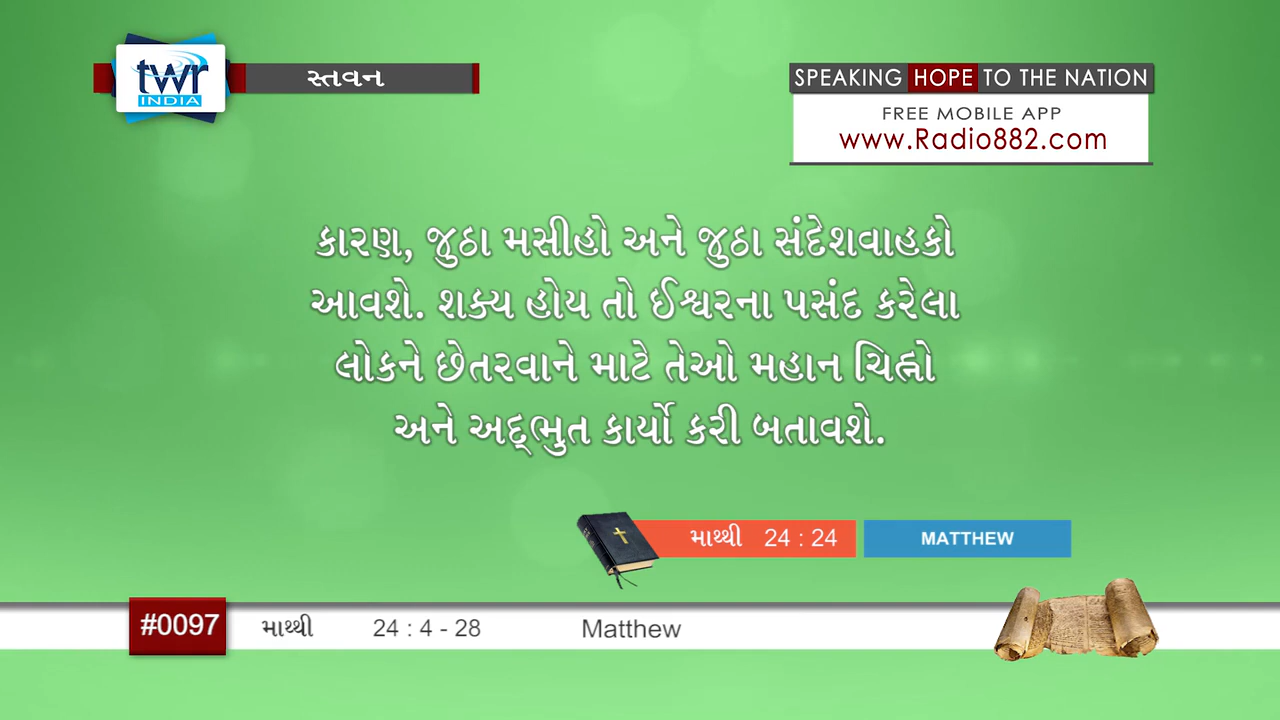 twr
INDIA
સ્તવન
SPEAKING HOPE TO THE NATION
FREE MOBILE APP
www.Radio882.com
કારણ, જુઠા મસીહો અને જુઠા સંદેશવાહકો
આવશે. શક્ય હોય તો ઈશ્વરના પસંદ કરેલા
લોકને છેતરવાને માટે તેઓ મહાન ચિહ્નો
અને અદ્ભુત કાર્યો કરી બતાવશે.
માથ્થી 24 : 24 MATTHEW
#0097 માથ્થી 24 : 4 - 28 Matthew